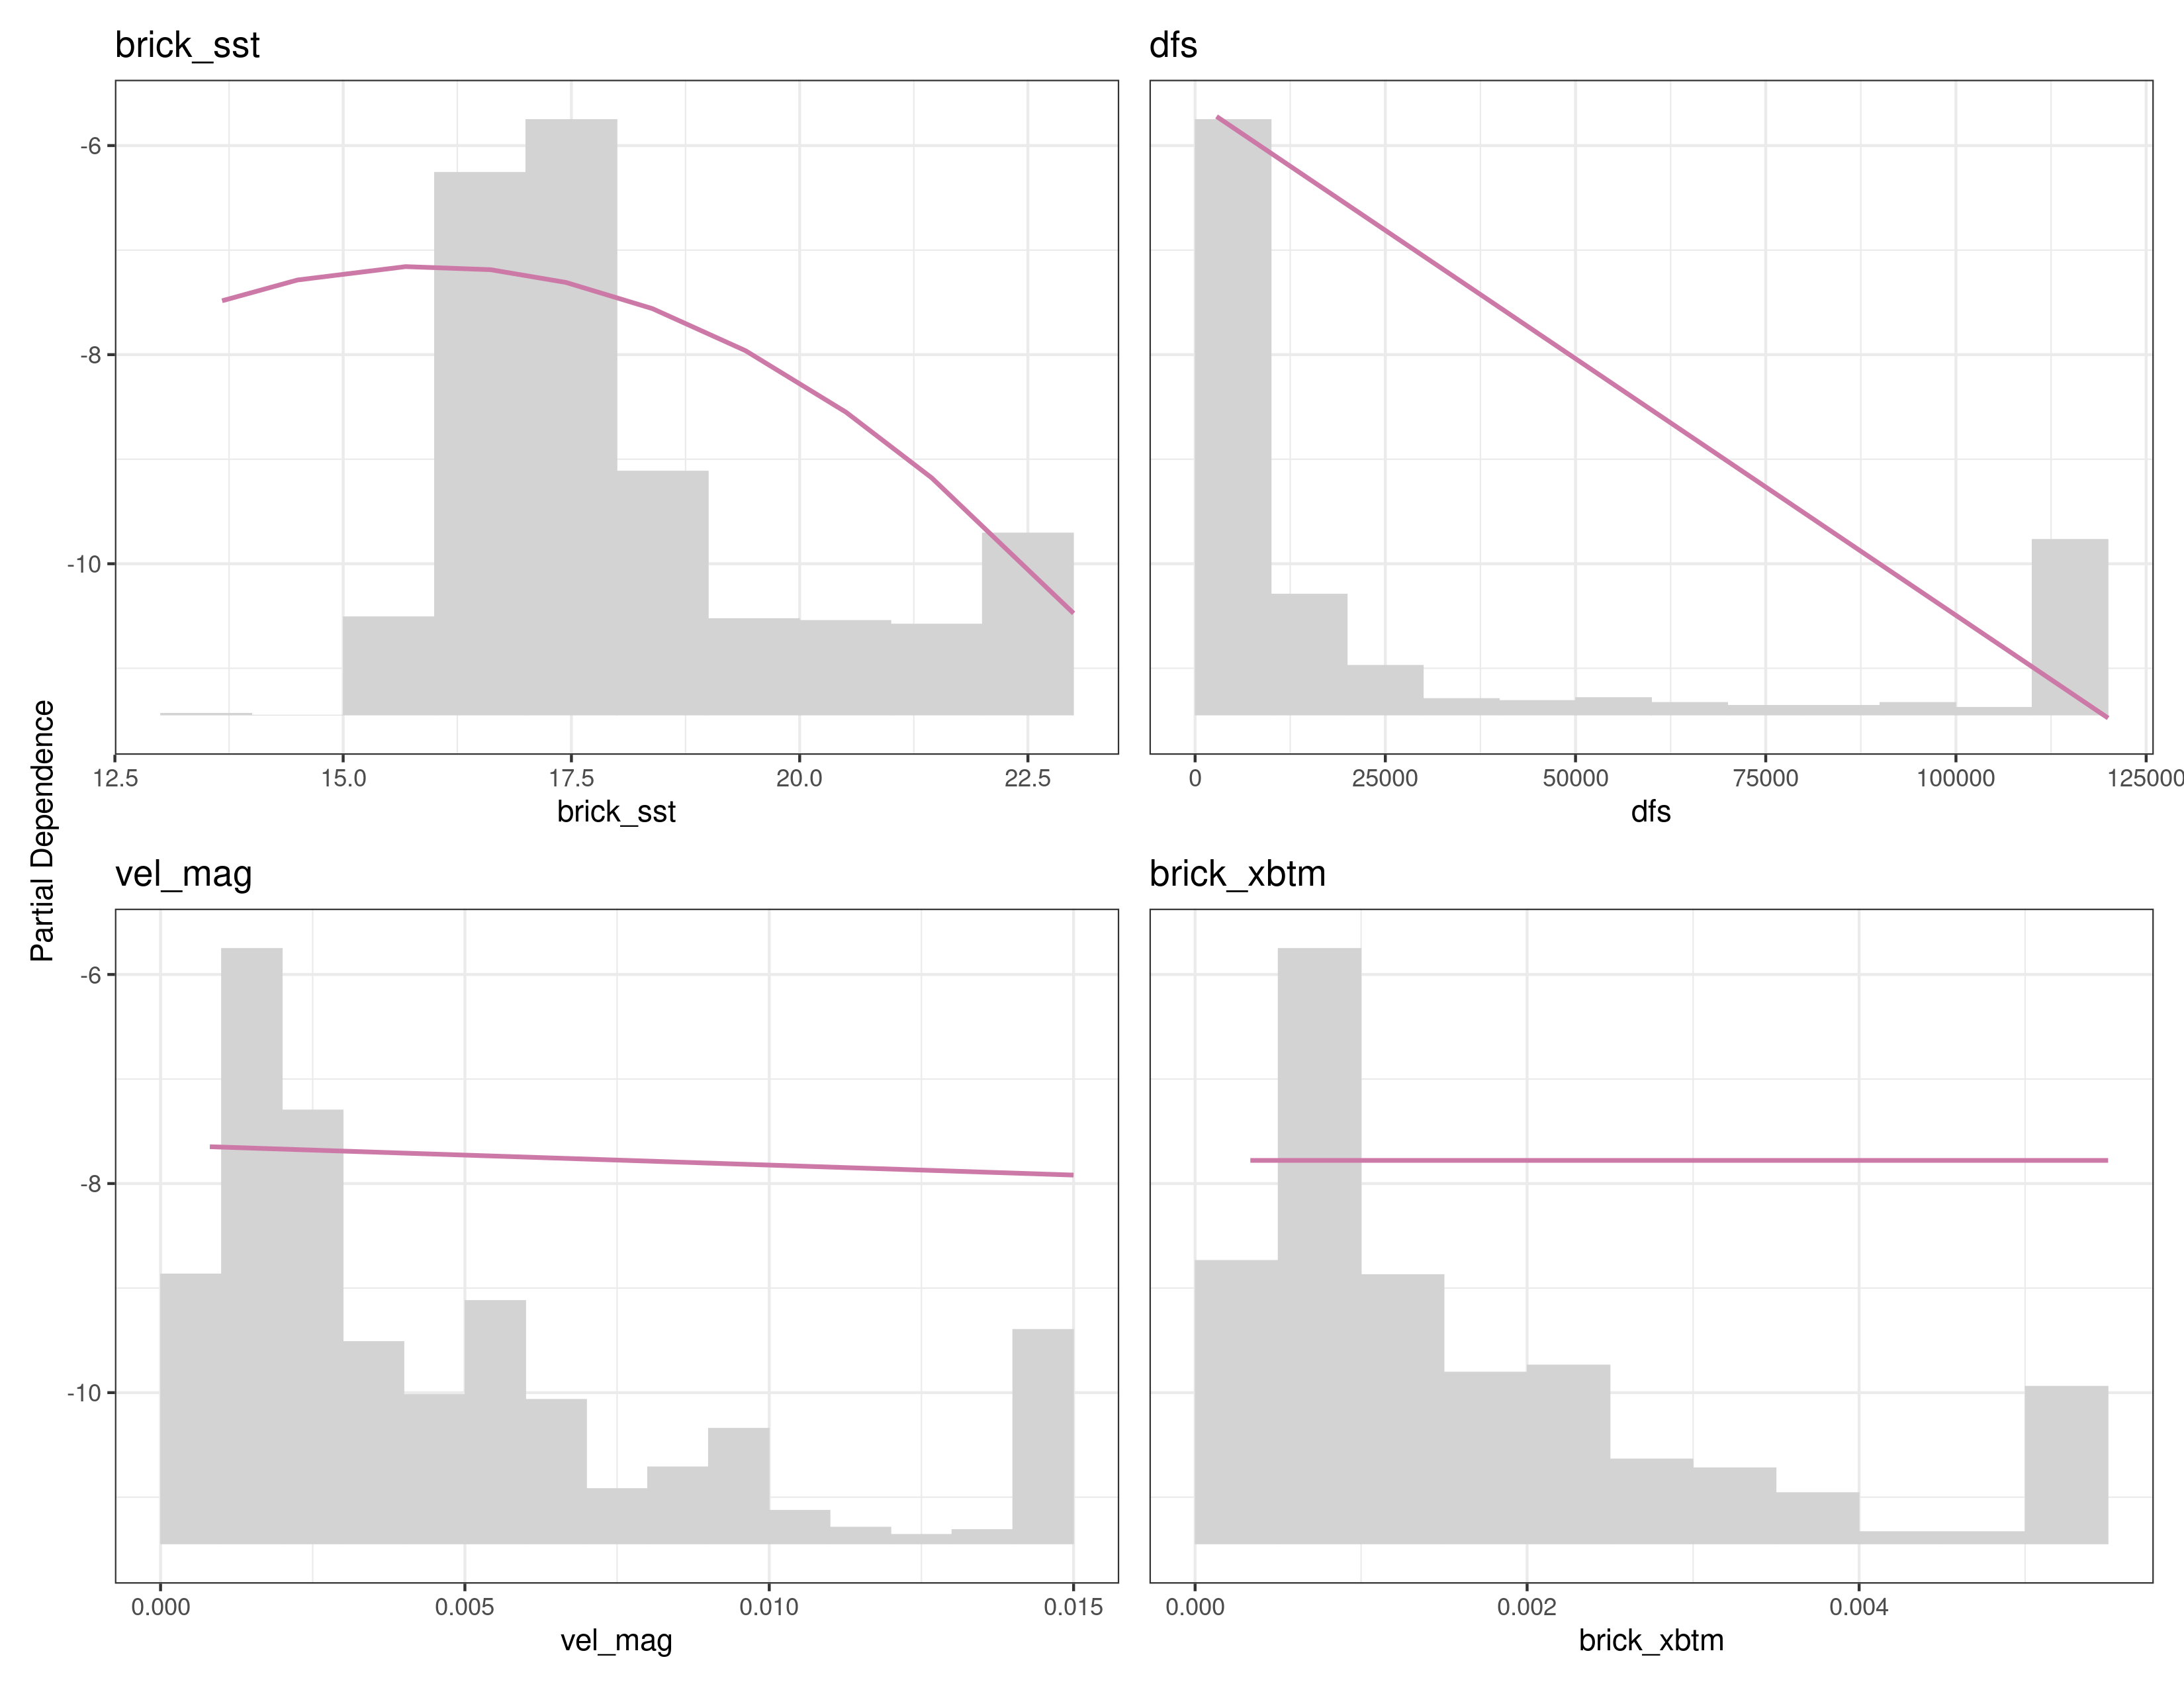 brick_sst
dfs
-6
-8
-10
12.5 15.0 17.5 20.0 22.5
0 25000 50000 75000 100000 125000
brick_sst
dfs
Partial Dependence
vel_mag
brick_xbtm
-6
-8
-10
0.000 0.005 0.010 0.015
0.000 0.002 0.004
vel_mag
brick_xbtm